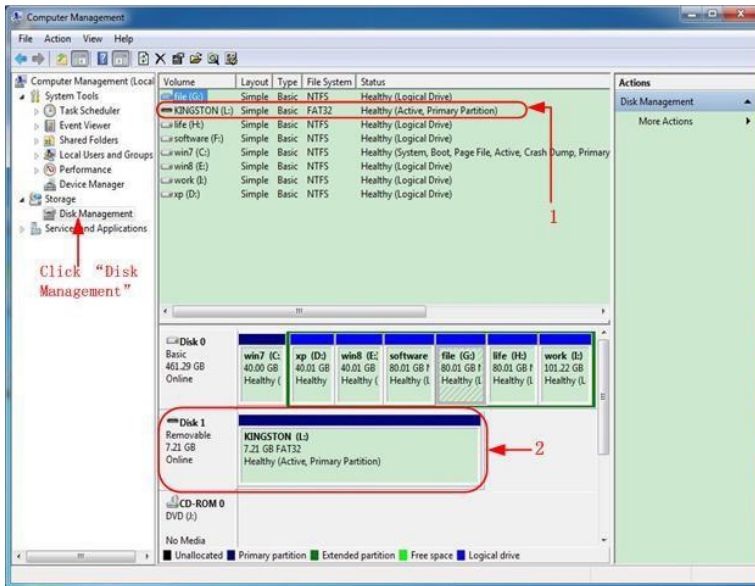 Computer Management
File Action View Help
Computer Management (Local
System Tools
Task Scheduler
Event Viewer
Shared Folders
Local Users and Groups
Performance
Device Manager
Storage
Disk Management
Services and Applications
Click “Disk
Management”
Volume Layout Type File System Status
file (G:) Simple Basic NTFS Healthy (Logical Drive)
KINGSTON (L:) Simple Basic FAT32 Healthy (Active, Primary Partition)
life (H:) Simple Basic NTFS Healthy (Logical Drive)
software (F:) Simple Basic NTFS Healthy (Logical Drive)
win7 (C:) Simple Basic NTFS Healthy (System, Boot, Page File, Active, Crash Dump, Primary
win8 (E:) Simple Basic NTFS Healthy (Logical Drive)
work (I:) Simple Basic NTFS Healthy (Logical Drive)
xp (D:) Simple Basic NTFS Healthy (Logical Drive)
1
Disk 0
Basic
461.29 GB
Online
win7 (C: xp (D:) win8 (E: software file (G:) life (H:) work (I:)
40.00 GB 40.01 GB 40.01 GB 80.01 GB 80.01 GB 80.01 GB 101.22 GB
Healthy ( Healthy Healthy ( Healthy (L Healthy (L Healthy (L Healthy (L
Disk 1
Removable
7.21 GB
Online
KINGSTON (L:)
7.21 GB FAT32
Healthy (Active, Primary Partition)
2
CD-ROM 0
DVD (J:)
No Media
Unallocated Primary partition Extended partition Free space Logical drive
Actions
Disk Management
More Actions